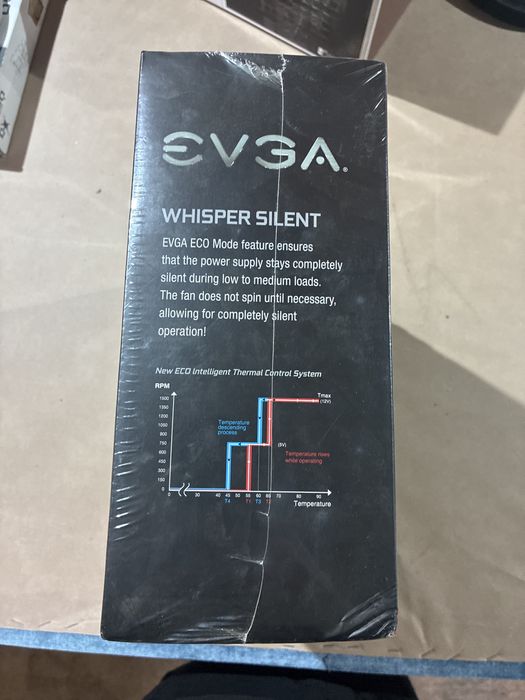 EVGA.
WHISPER SILENT
EVGA ECO Mode feature ensures
that the power supply stays completely
silent during low to medium loads.
The fan does not spin until necessary,
allowing for completely silent
operation!
New ECO Intelligent Thermal Control System
RPM
1500
1350
1200
1050
900
750
600
450
300
150
0
Tmax
(12V)
Temperature
descending
process
(5V)
Temperature rises
while operating
0 30 40 45 50 55 60 65 70 80 90
T4 T1 T3 T2
Temperature